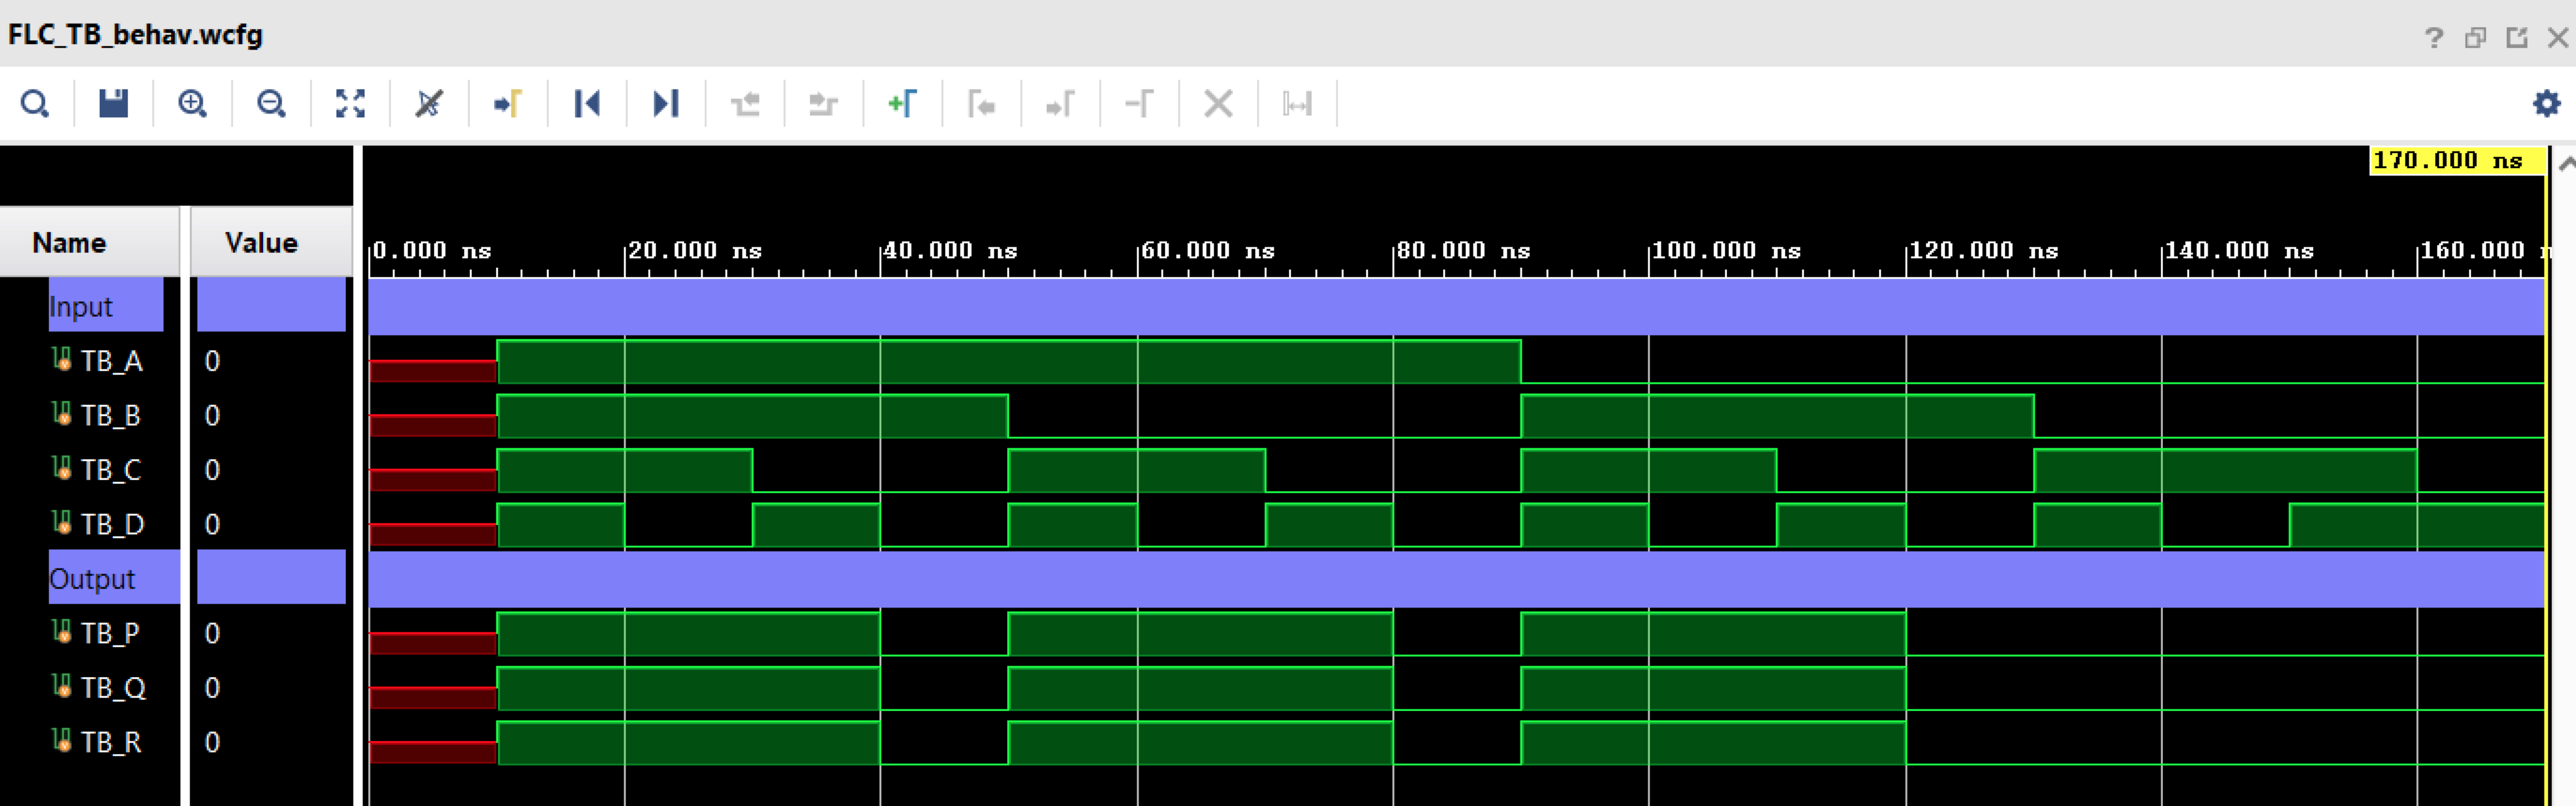 FLC_TB_behav.wcfg
?
170.000 ns
Name Value 0.000 ns 20.000 ns 40.000 ns 60.000 ns 80.000 ns 100.000 ns 120.000 ns 140.000 ns 160.000 n
Input
TB_A 0
TB_B 0
TB_C 0
TB_D 0
Output
TB_P 0
TB_Q 0
TB_R 0